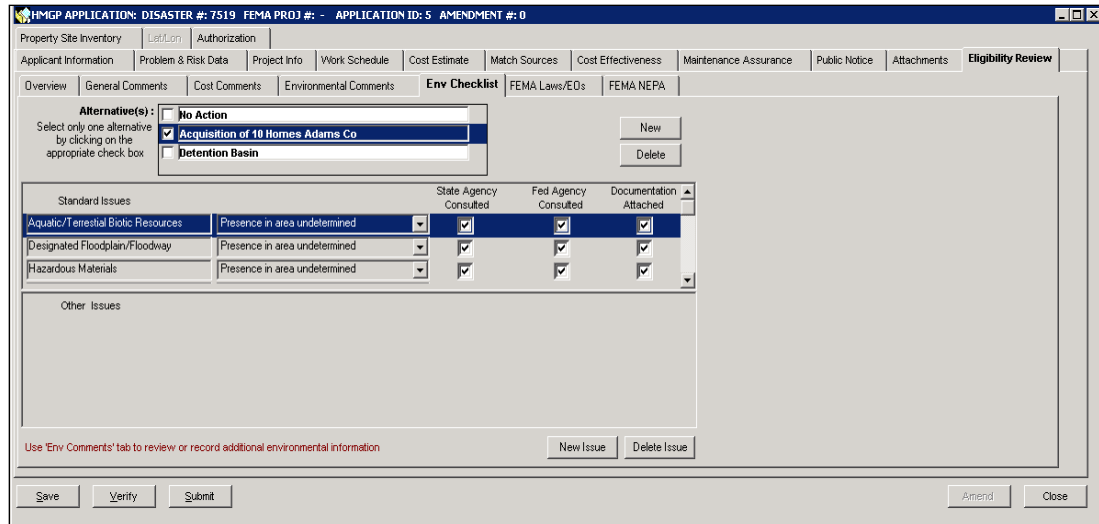 HMGP APPLICATION: DISASTER #: 7519 FEMA PROJ #: - APPLICATION ID: 5 AMENDMENT #: 0
Property Site Inventory Lat/Lon Authorization
Applicant Information Problem & Risk Data Project Info Work Schedule Cost Estimate Match Sources Cost Effectiveness Maintenance Assurance Public Notice Attachments Eligibility Review
Overview General Comments Cost Comments Environmental Comments Env Checklist FEMA Laws/EOs FEMA NEPA
Alternative(s) :
Select only one alternative
by clicking on the
appropriate check box
No Action
Acquisition of 10 Homes Adams Co
Detention Basin
New
Delete
Standard Issues
State Agency
Consulted
Fed Agency
Consulted
Documentation
Attached
Aquatic/Terrestial Biotic Resources Presence in area undetermined
Designated Floodplain/Floodway Presence in area undetermined
Hazardous Materials Presence in area undetermined
Other Issues
Use 'Env Comments' tab to review or record additional environmental information
New Issue Delete Issue
Save Verify Submit Amend Close